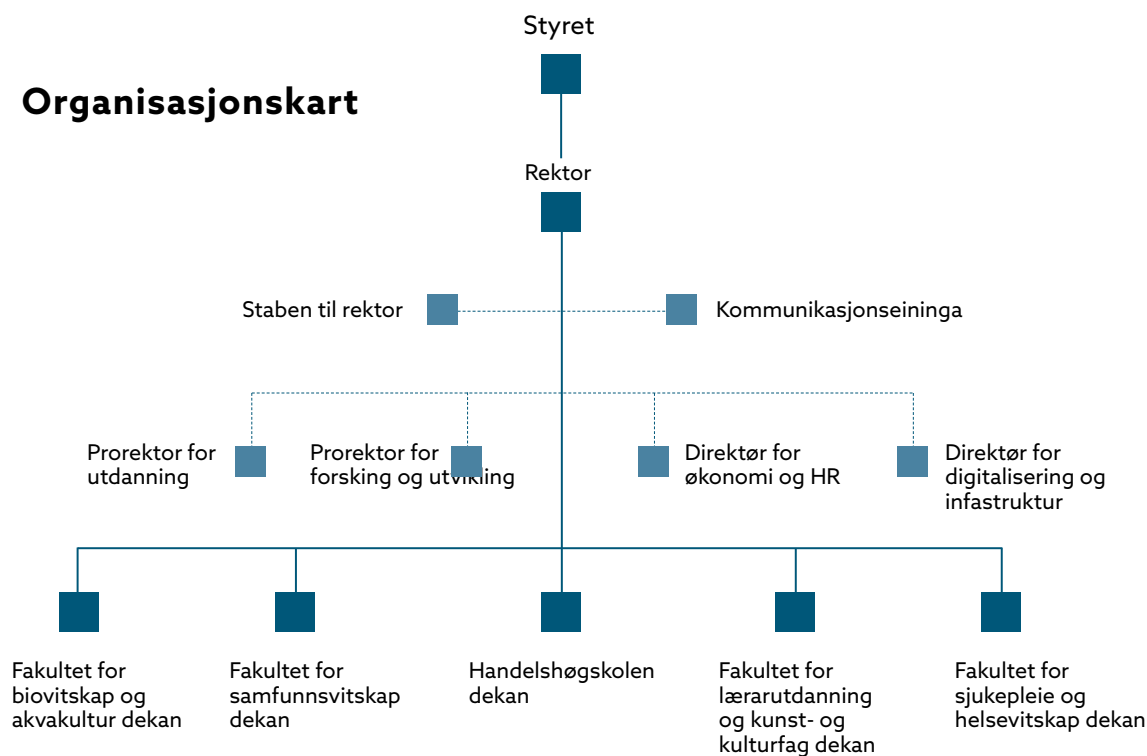 Styret
Organisasjonskart
Rektor
Staben til rektor
Kommunikasjonseininga
Prorektor for
utdanning
Prorektor for
forsking og utvikling
Direktør for
økonomi og HR
Direktør for
digitalisering og
infastruktur
Fakultet for
biovitskap og
akvakultur dekan
Fakultet for
samfunnsvitskap
dekan
Handelshøgskolen
dekan
Fakultet for
lærarutdanning
og kunst- og
kulturfag dekan
Fakultet for
sjukepleie og
helsevitskap dekan